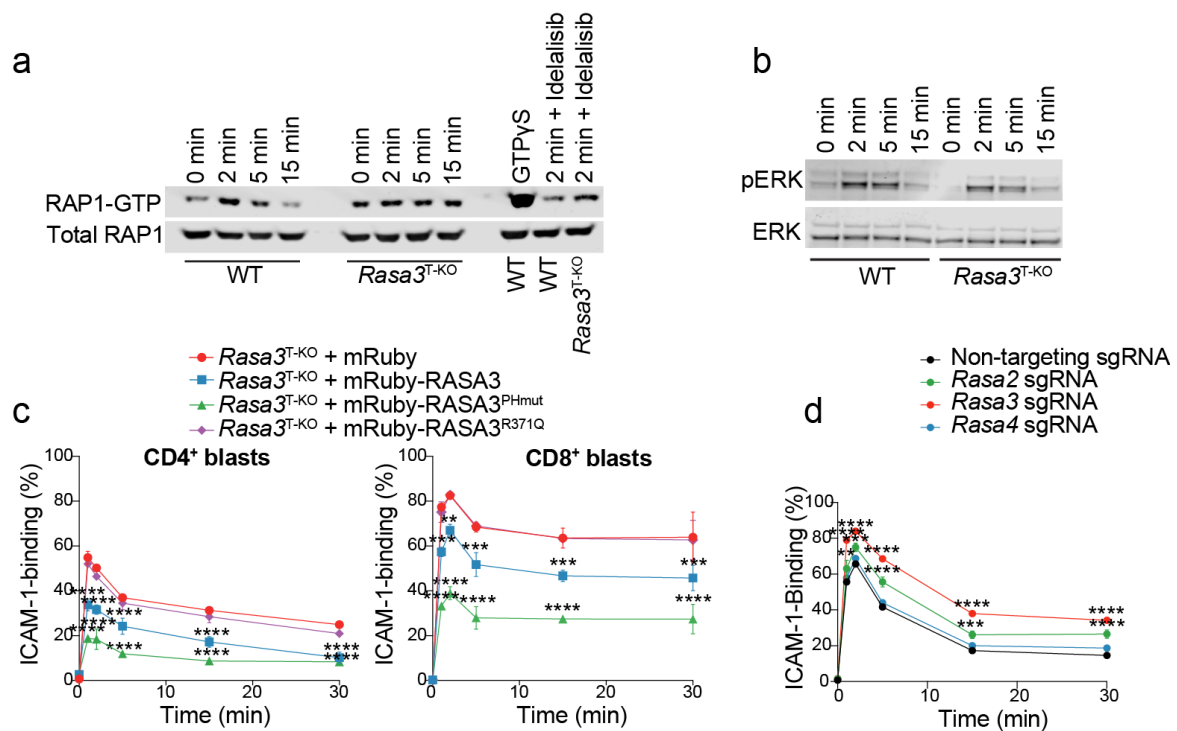 a
0 min
2 min
5 min
15 min
0 min
2 min
5 min
15 min
GTPγS
2 min + Idelalisib
2 min + Idelalisib
RAP1-GTP
Total RAP1
WT
Rasa3T-KO
WT
WT
Rasa3T-KO
b
0 min
2 min
5 min
15 min
0 min
2 min
5 min
15 min
pERK
ERK
WT
Rasa3T-KO
Rasa3T-KO + mRuby
Rasa3T-KO + mRuby-RASA3
Rasa3T-KO + mRuby-RASA3PHmut
Rasa3T-KO + mRuby-RASA3R371Q
c
CD4+ blasts
ICAM-1-binding (%)
100
80
60
40
20
0
****
****
****
****
****
****
****
****
****
****
0
10
20
30
Time (min)
CD8+ blasts
ICAM-1-binding (%)
100
80
60
40
20
0
**
***
***
***
***
****
****
****
****
****
0
10
20
30
Time (min)
Non-targeting sgRNA
Rasa2 sgRNA
Rasa3 sgRNA
Rasa4 sgRNA
d
ICAM-1-Binding (%)
100
80
60
40
20
0
****
****
***
**
****
****
****
***
****
****
0
10
20
30
Time (min)